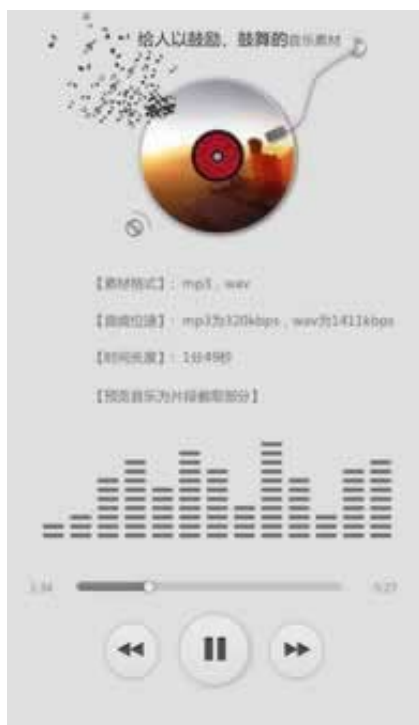 给人以鼓励、鼓舞的音乐素材
【素材格式】：mp3，wav
【音频位速】：mp3为320kbps，wav为1411kbps
【时间长度】：1分49秒
【预览音乐为片段截取部分】